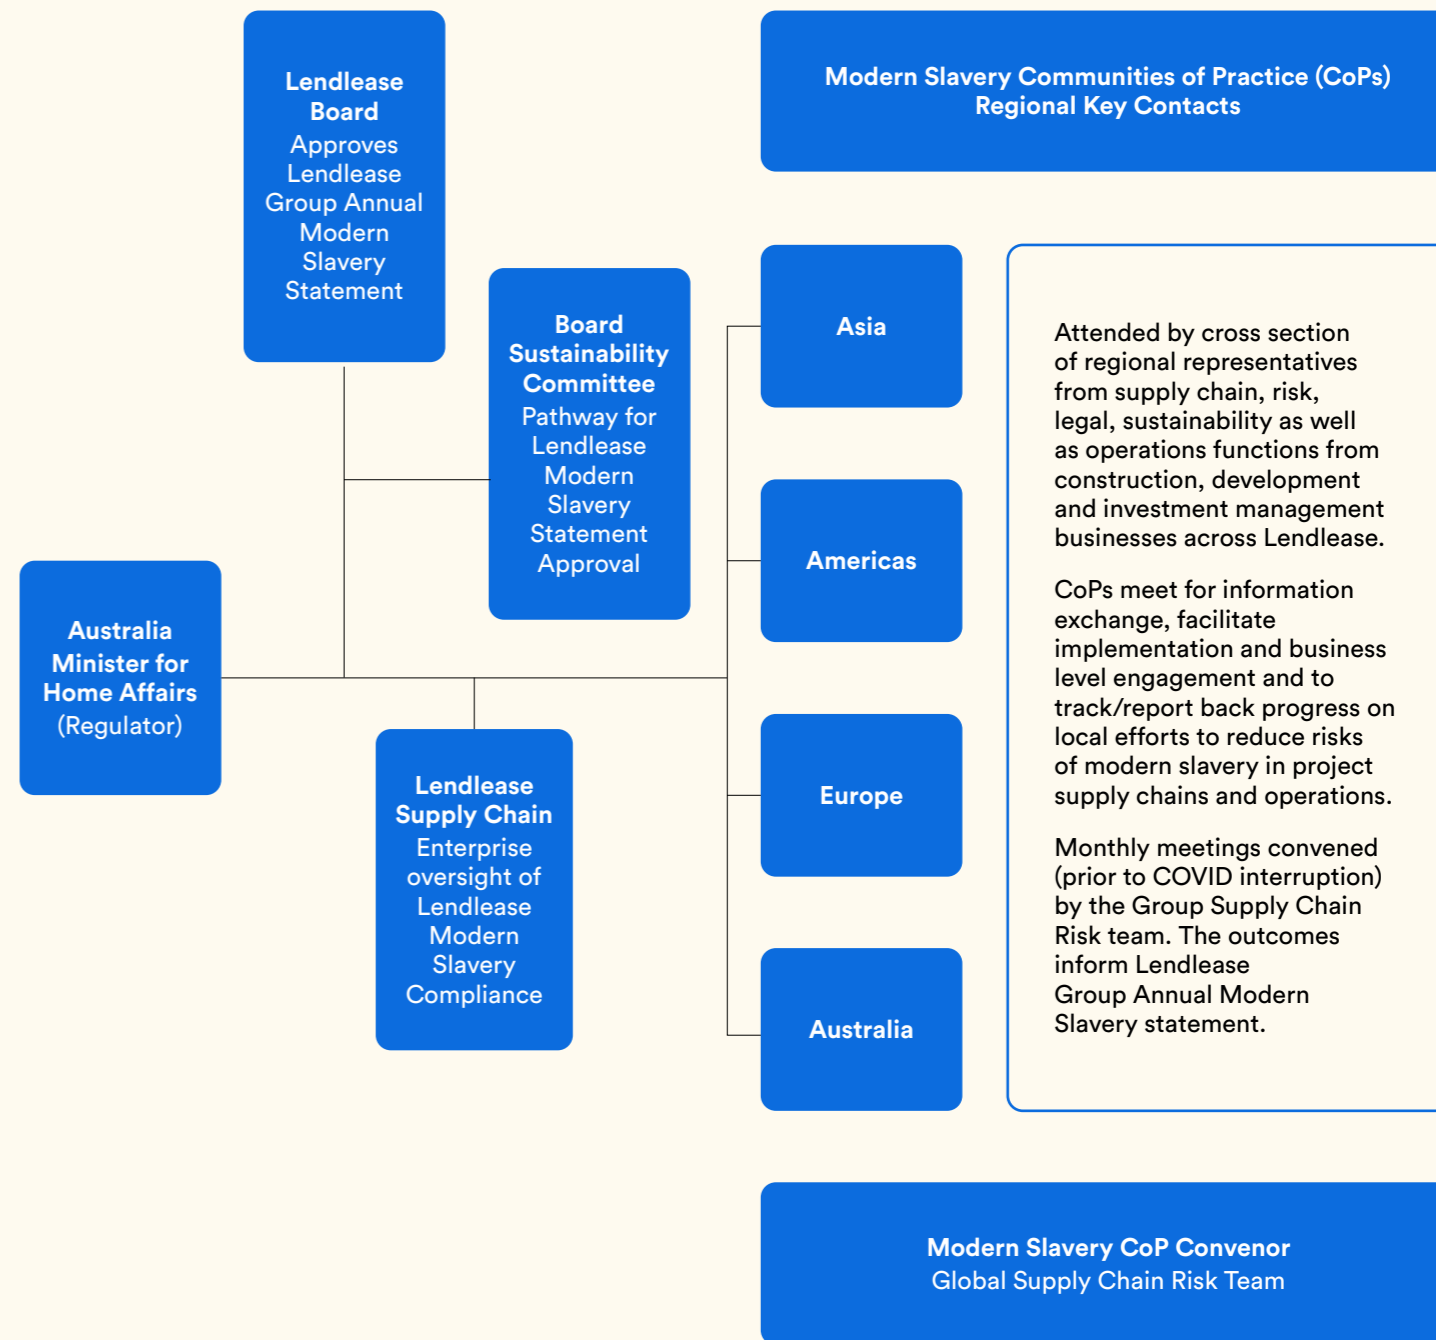 Lendlease
Board
Approves
Lendlease
Group Annual
Modern
Slavery
Statement
Modern Slavery Communities of Practice (CoPs)
Regional Key Contacts
Board
Sustainability
Committee
Pathway for
Lendlease
Modern
Slavery
Statement
Approval
Australia
Minister for
Home Affairs
(Regulator)
Lendlease
Supply Chain
Enterprise
oversight of
Lendlease
Modern
Slavery
Compliance
Asia
Americas
Europe
Australia
Attended by cross section
of regional representatives
from supply chain, risk,
legal, sustainability as well
as operations functions from
construction, development
and investment management
businesses across Lendlease.
CoPs meet for information
exchange, facilitate
implementation and business
level engagement and to
track/report back progress on
local efforts to reduce risks
of modern slavery in project
supply chains and operations.
Monthly meetings convened
(prior to COVID interruption)
by the Group Supply Chain
Risk team. The outcomes
inform Lendlease
Group Annual Modern
Slavery statement.
Modern Slavery CoP Convenor
Global Supply Chain Risk Team